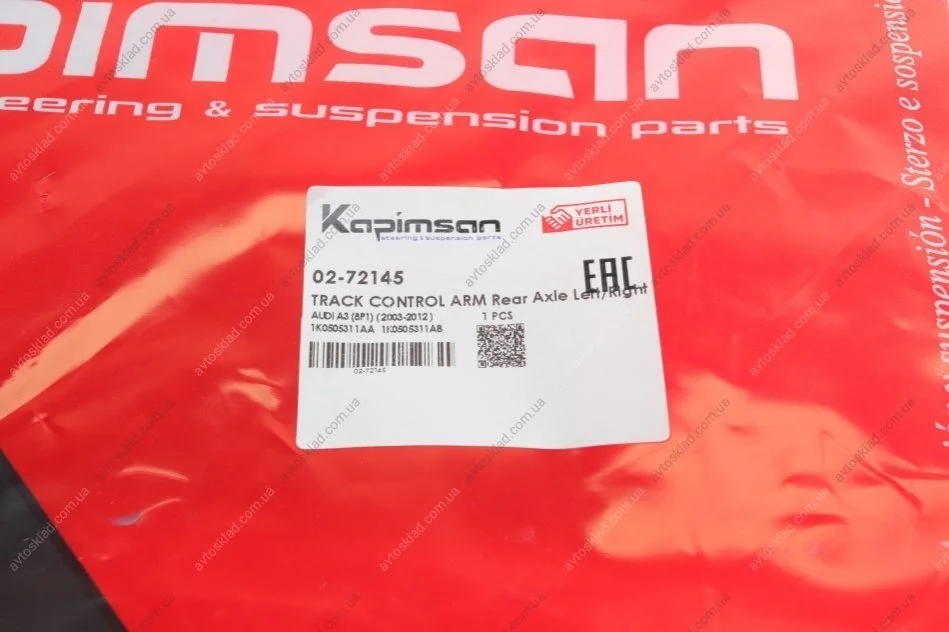 pimsan
eering & suspension parts
Sterzo e sospensi
suspensión -
Kapimsan
steering & suspension parts
YERLİ
ÜRETİM
02-72145
EAC
TRACK CONTROL ARM Rear Axle Left/Right
AUDI A3 (8P1) (2003-2012) 1 PCS
1K0505311AA 1K0505311AB
02-72145
avtosklad.com.ua